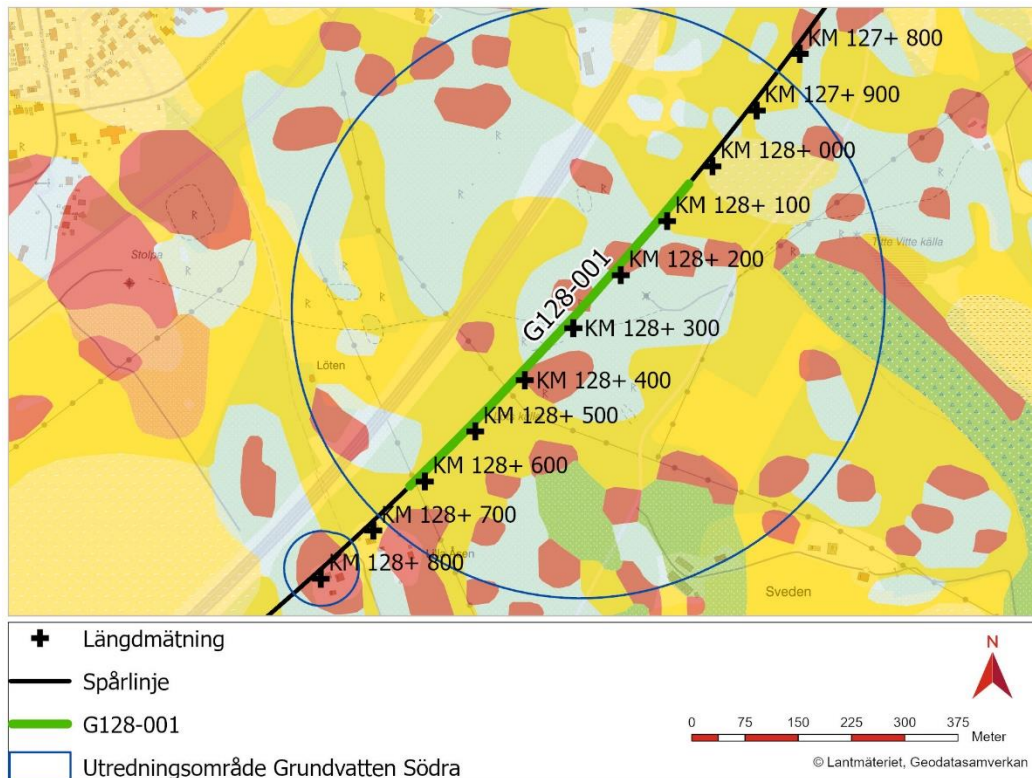 KM 127+ 800
KM 127+ 900
KM 128+ 000
KM 128+ 100
KM 128+ 200
G128-001
KM 128+ 300
KM 128+ 400
KM 128+ 500
KM 128+ 600
KM 128+ 700
KM 128+ 800
Stolpa
Löten
Titte Vitte källa
Sveden
R
R
R
R
R
R
R
Längdmätning
Spårlinje
G128-001
Utredningsområde Grundvatten Södra
N
0 75 150 225 300 375
Meter
© Lantmäteriet, Geodatasamverkan